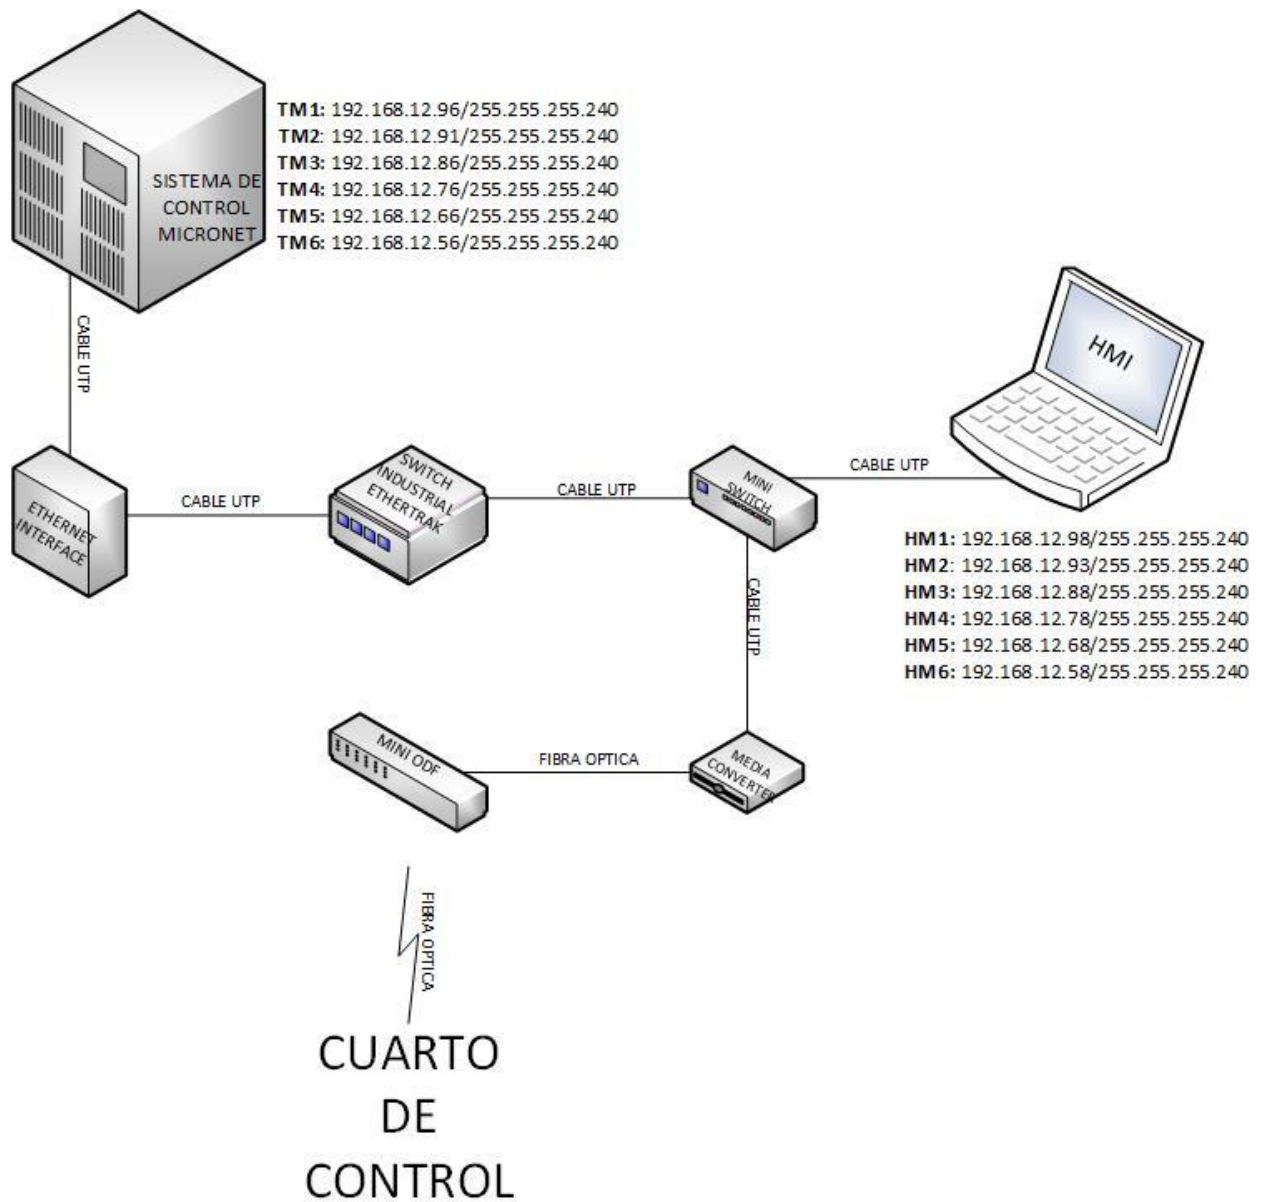 SISTEMA DE
CONTROL
MICRONET
TM1: 192.168.12.96/255.255.255.240
TM2: 192.168.12.91/255.255.255.240
TM3: 192.168.12.86/255.255.255.240
TM4: 192.168.12.76/255.255.255.240
TM5: 192.168.12.66/255.255.255.240
TM6: 192.168.12.56/255.255.255.240
CABLE UTP
HMI
ETHERNET
INTERFACE
CABLE UTP
SWITCH
INDUSTRIAL
ETHERTRAK
CABLE UTP
MINI
SWITCH
CABLE UTP
HM1: 192.168.12.98/255.255.255.240
HM2: 192.168.12.93/255.255.255.240
HM3: 192.168.12.88/255.255.255.240
HM4: 192.168.12.78/255.255.255.240
HM5: 192.168.12.68/255.255.255.240
HM6: 192.168.12.58/255.255.255.240
CABLE UTP
MINI ODF
FIBRA OPTICA
MEDIA
CONVERTER
FIBRA OPTICA
CUARTO
DE
CONTROL